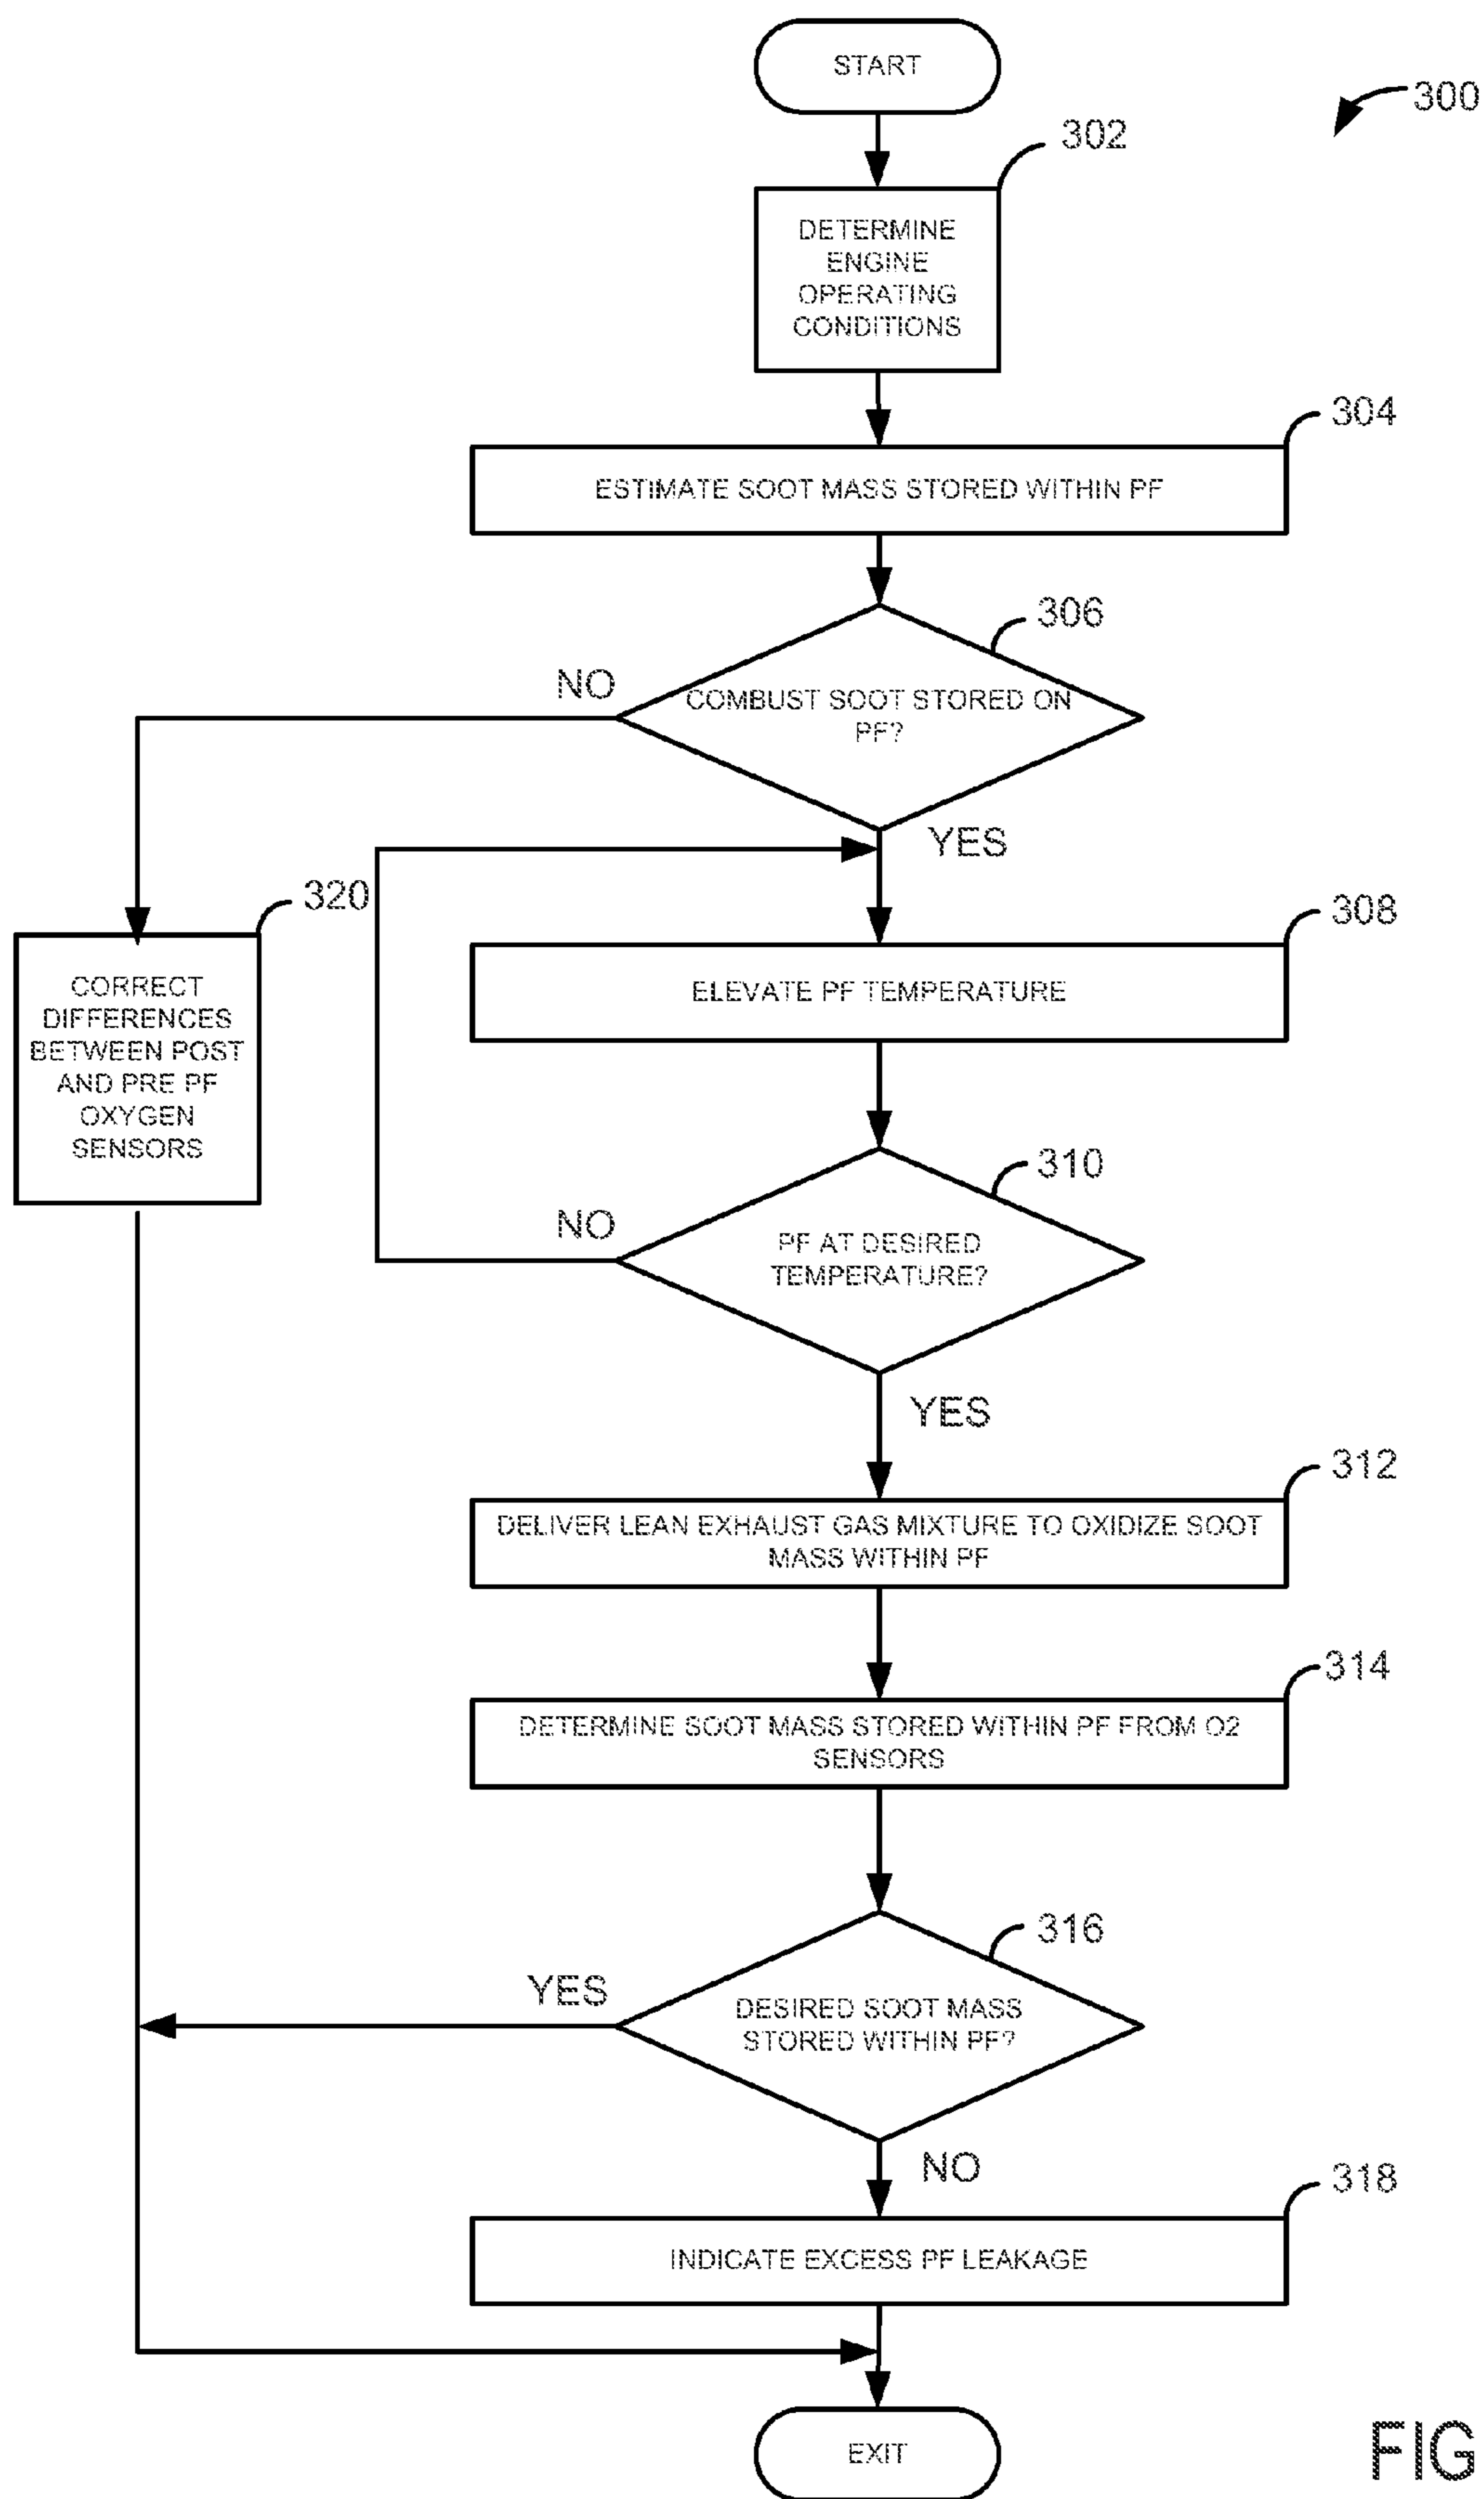 START
300
302
DETERMINE
ENGINE
OPERATING
CONDITIONS
304
ESTIMATE SOOT MASS STORED WITHIN PF
306
NO
COMBUST SOOT STORED ON
PF?
YES
320
308
CORRECT
DIFFERENCES
BETWEEN POST
AND PRE PF
OXYGEN
SENSORS
ELEVATE PF TEMPERATURE
310
NO
PF AT DESIRED
TEMPERATURE?
YES
312
DELIVER LEAN EXHAUST GAS MIXTURE TO OXIDIZE SOOT
MASS WITHIN PF
314
DETERMINE SOOT MASS STORED WITHIN PF FROM O2
SENSORS
316
YES
DESIRED SOOT MASS
STORED WITHIN PF?
NO
318
INDICATE EXCESS PF LEAKAGE
EXIT
FIG